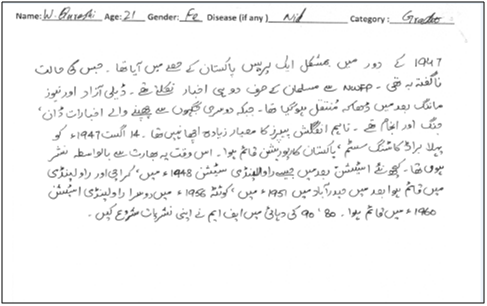 Name: W. Qureshi Age: 21 Gender: Fe Disease (if any) Nil Category: Grade
1947 کے دور میں بمشکل ایک پریس پاکستان کے حصے میں آیا تھا۔ جس کی حالت
ناگفتہ بہ تھی۔ NWFP سے مسلمان کے صرف دو ہی اخبار نکلتے تھے۔ ڈیلی آزاد اور نیوز
مارننگ بعد میں ڈھاکہ منتقل ہو گیا تھا۔ جبکہ دوسری جگہوں سے چھپنے والے اخبارات ڈان،
جنگ اور انجام تھے۔ تاہم انگلش پیپرز کا معیار زیادہ اچھا نہیں تھا۔ 14 اگست 1947ء کو
پہلا براڈ کاسٹنگ سسٹم، پاکستان کارپوریشن قائم ہوا۔ اس وقت یہ بھارت سے بالواسطہ نشر
ہوتی تھا۔ کچھ نئے اسٹیشن بعد میں جیسے راولپنڈی سٹیشن 1948ء میں، کراچی اور راولپنڈی
میں قائم ہوا بعد میں حیدرآباد میں 1951ء میں، کوئٹہ 1956ء میں دوسرا راولپنڈی اسٹیشن
1960ء میں قائم ہوا۔ 80، 90 کی دہائی میں ایف ایم نے اپنی نشریات شروع کیں۔